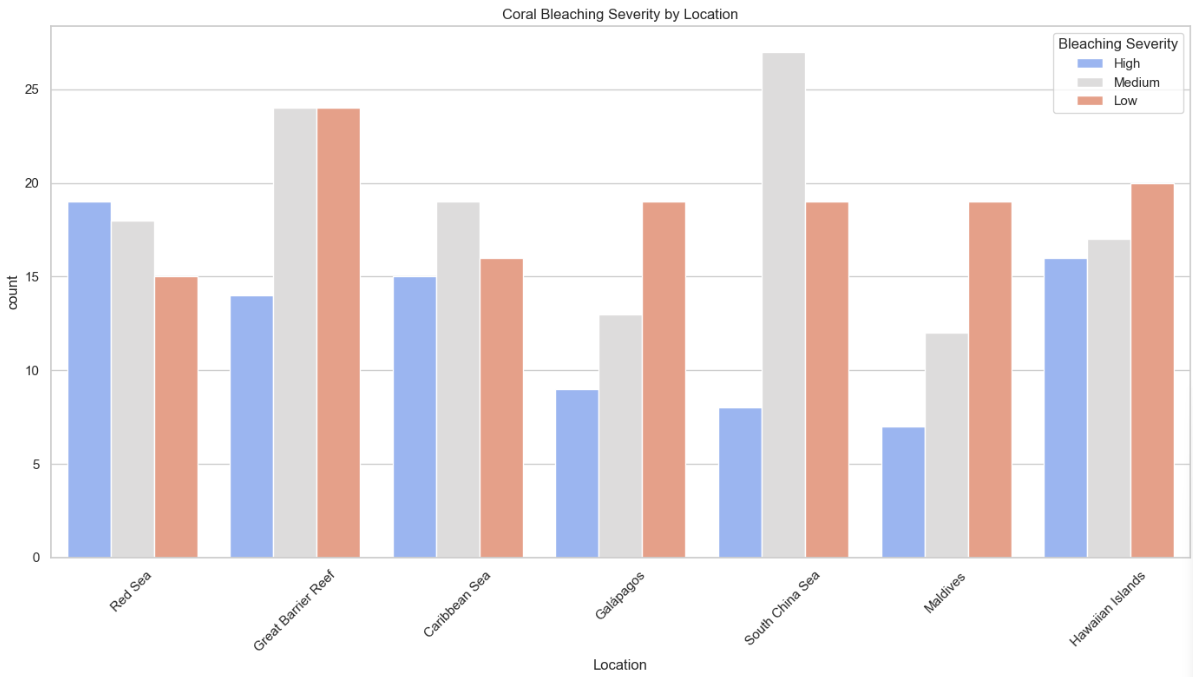 Coral Bleaching Severity by Location
Bleaching Severity
High
Medium
Low
count
25
20
15
10
5
0
Red Sea
Great Barrier Reef
Caribbean Sea
Galápagos
South China Sea
Maldives
Hawaiian Islands
Location